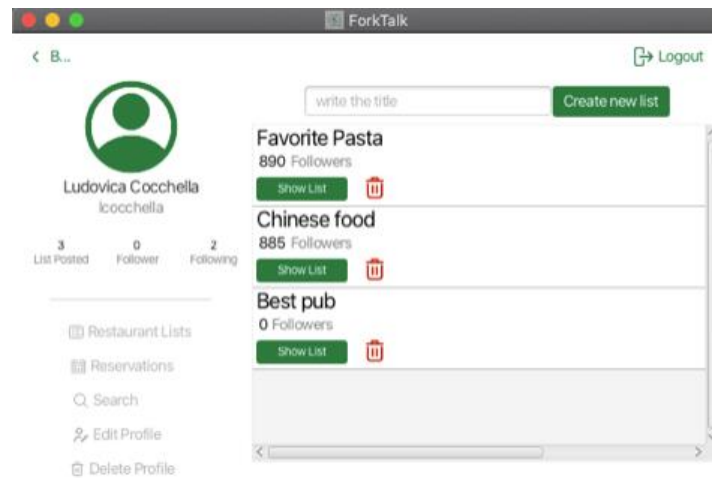 ForkTalk
B...
Logout
write the title
Create new list
Ludovica Cocchella
lcocchella
3 0 2
List Posted Follower Following
Restaurant Lists
Reservations
Search
Edit Profile
Delete Profile
Favorite Pasta
890 Followers
Show List
Chinese food
885 Followers
Show List
Best pub
0 Followers
Show List